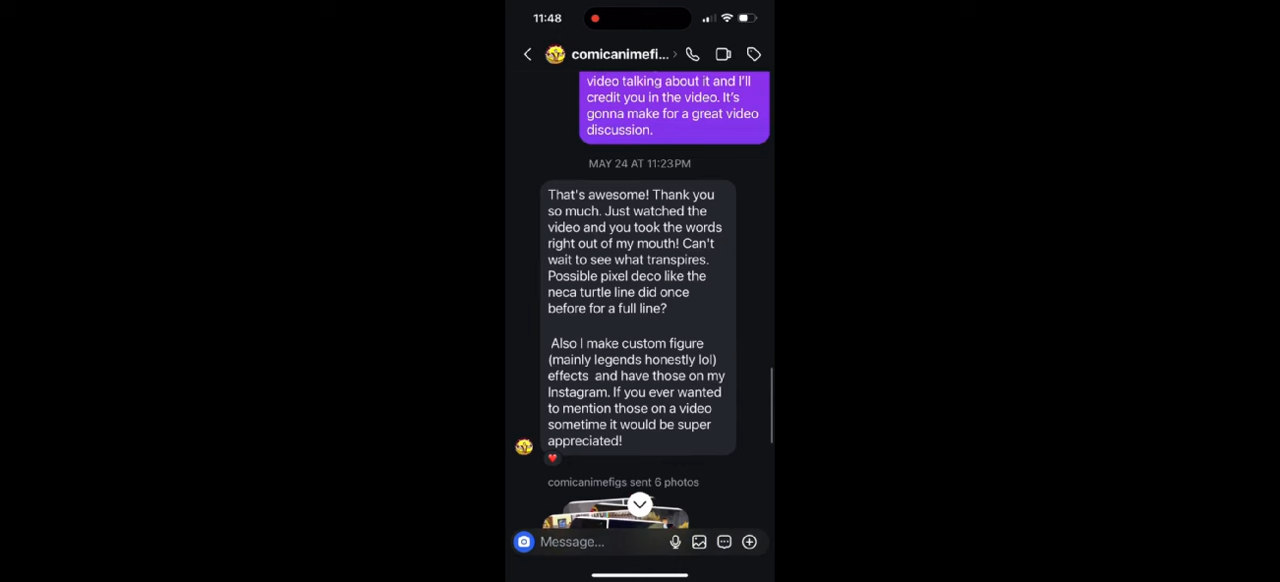 11:48
comicanimefi...
video talking about it and I'll
credit you in the video. It's
gonna make for a great video
discussion.
MAY 24 AT 11:23 PM
That's awesome! Thank you
so much. Just watched the
video and you took the words
right out of my mouth! Can't
wait to see what transpires.
Possible pixel deco like the
neca turtle line did once
before for a full line?
Also I make custom figure
(mainly legends honestly lol)
effects and have those on my
Instagram. If you ever wanted
to mention those on a video
sometime it would be super
appreciated!
comicanimefigs sent 6 photos
Message...